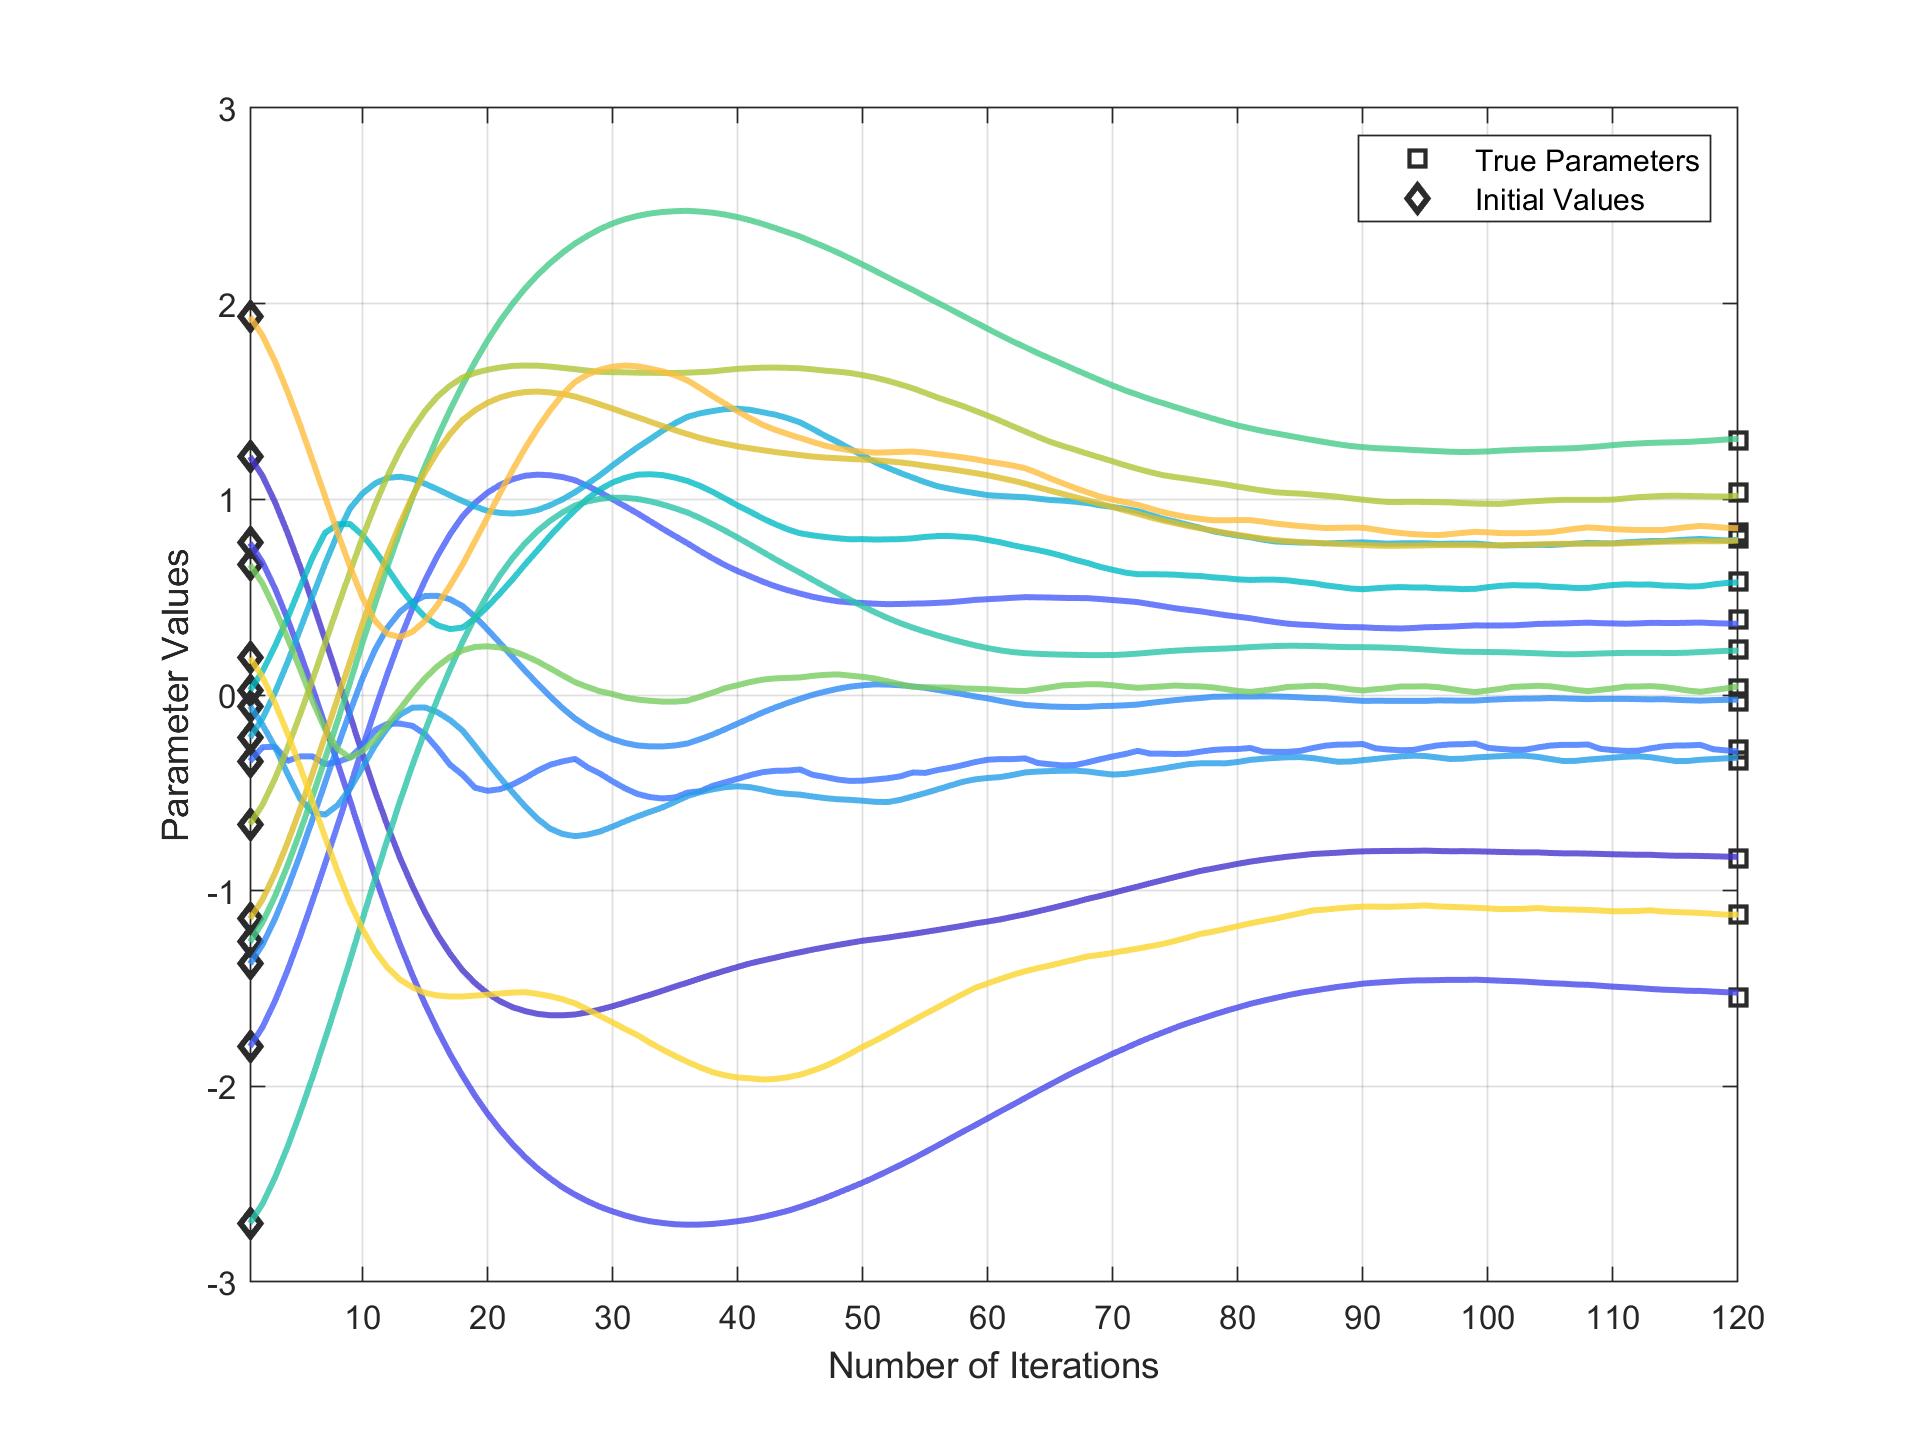 3
2
1
0
-1
-2
-3
Parameter Values
True Parameters
Initial Values
10 20 30 40 50 60 70 80 90 100 110 120
Number of Iterations